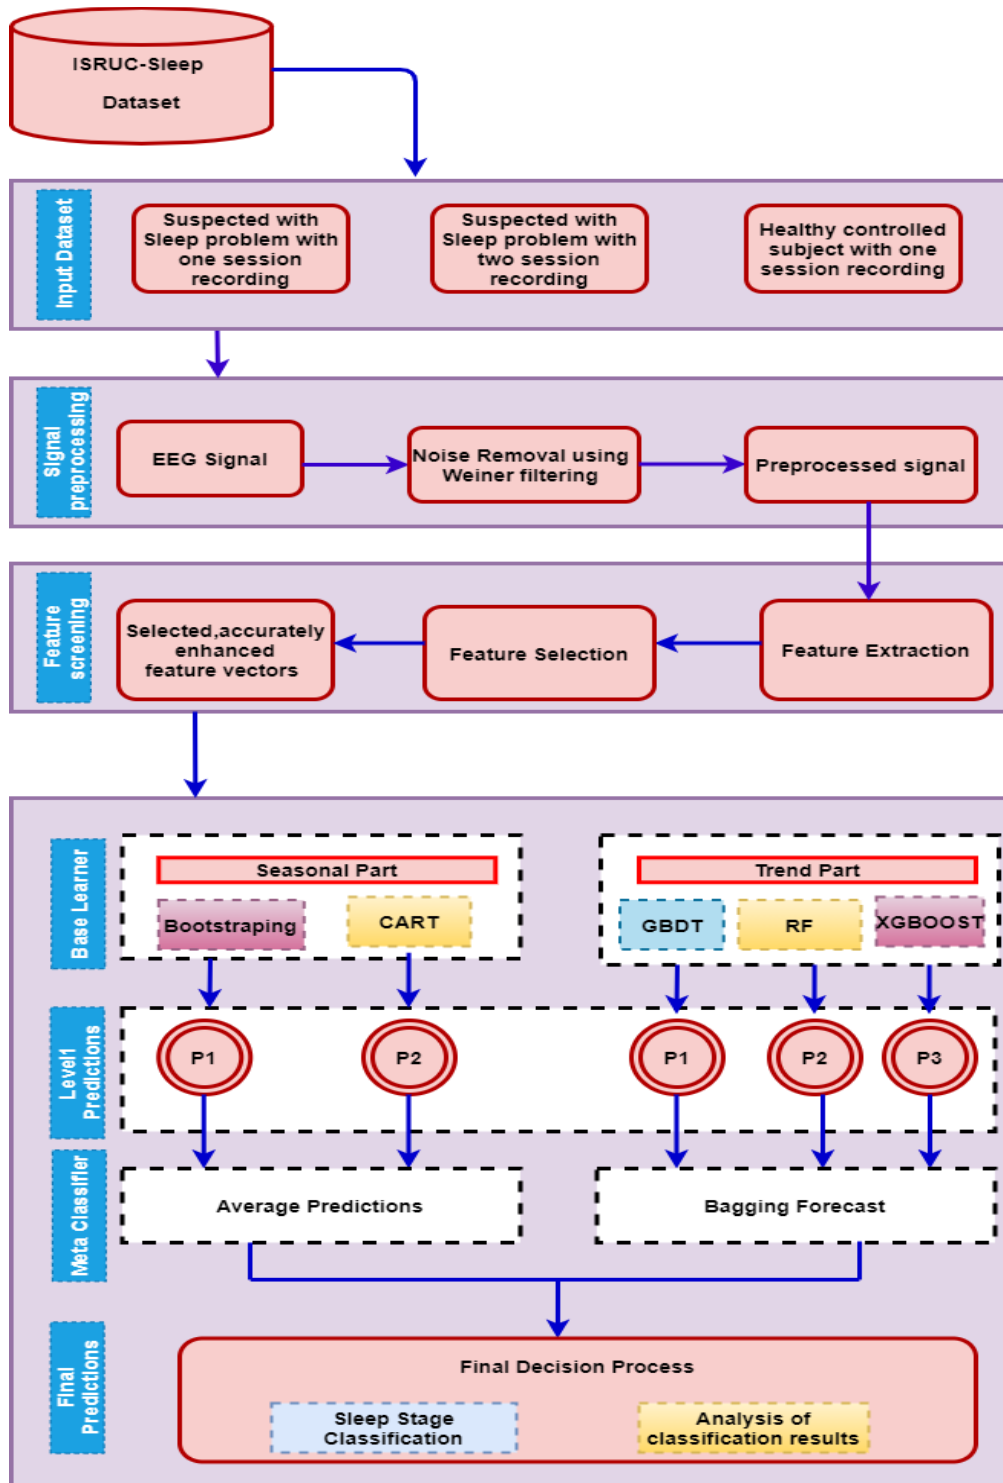 ISRUC-Sleep
Dataset
Input Dataset
Suspected with
Sleep problem with
one session
recording
Suspected with
Sleep problem with
two session
recording
Healthy controlled
subject with one
session recording
Signal
preprocessing
EEG Signal
Noise Removal using
Weiner filtering
Preprocessed signal
Feature
screening
Selected,accurately
enhanced
feature vectors
Feature Selection
Feature Extraction
Base Learner
Seasonal Part
Bootstraping
CART
Trend Part
GBDT
RF
XGBOOST
Level1
Predictions
P1
P2
P1
P2
P3
Meta Classifier
Average Predictions
Bagging Forecast
Final
Predictions
Final Decision Process
Sleep Stage
Classification
Analysis of
classification results